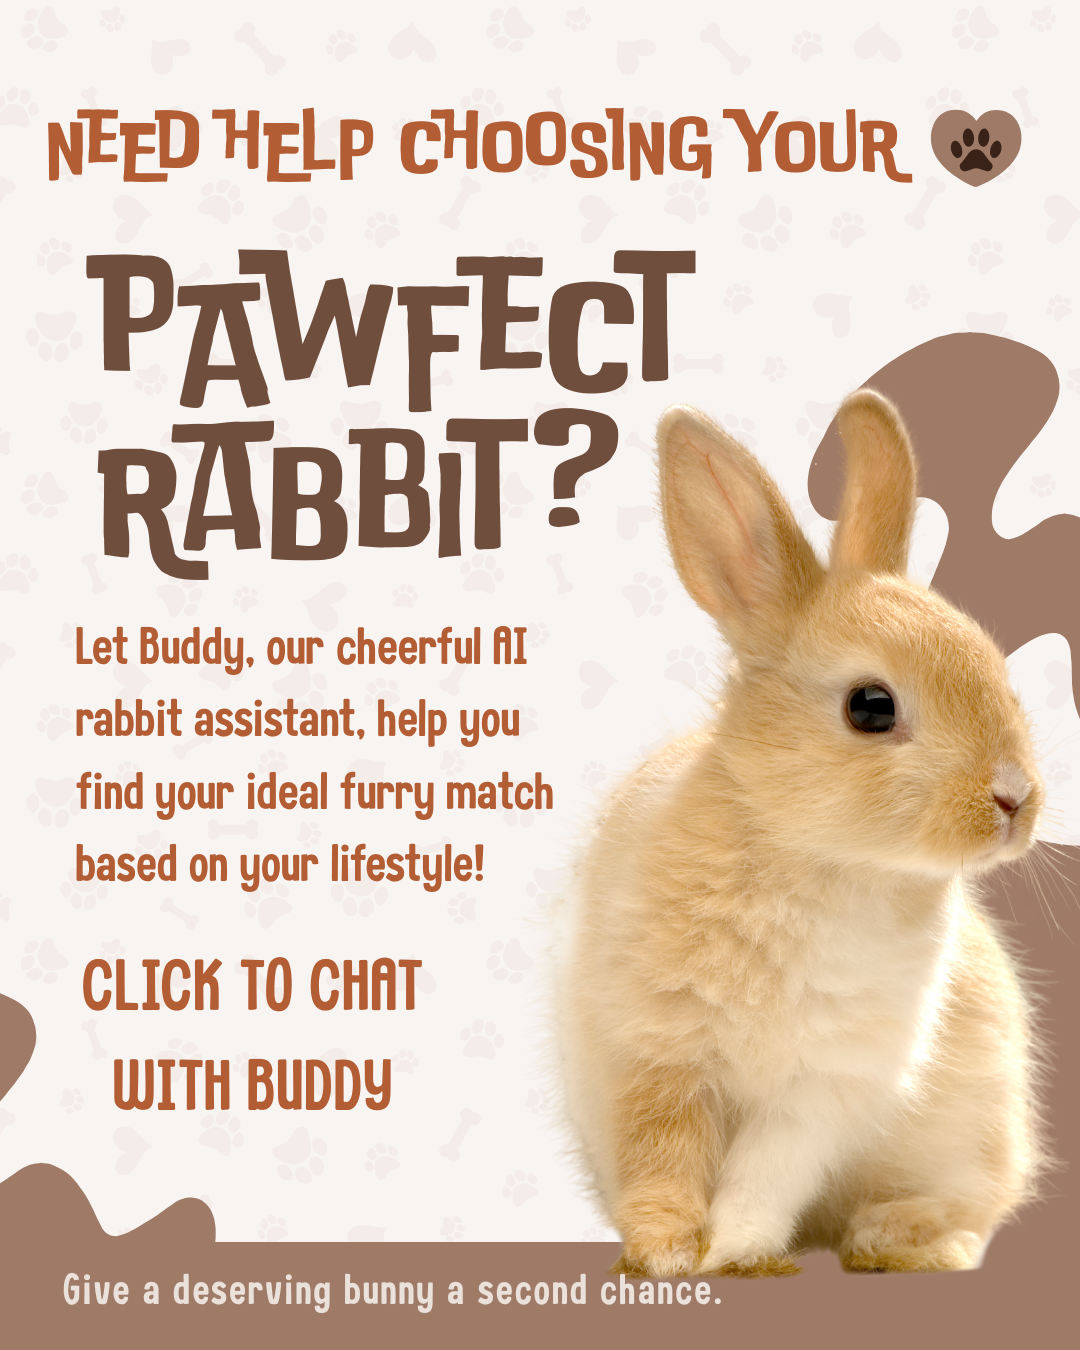 NEED HELP CHOOSING YOUR
PAWFECT
RABBIT?
Let Buddy, our cheerful AI
rabbit assistant, help you
find your ideal furry match
based on your lifestyle!
CLICK TO CHAT
WITH BUDDY
Give a deserving bunny a second chance.